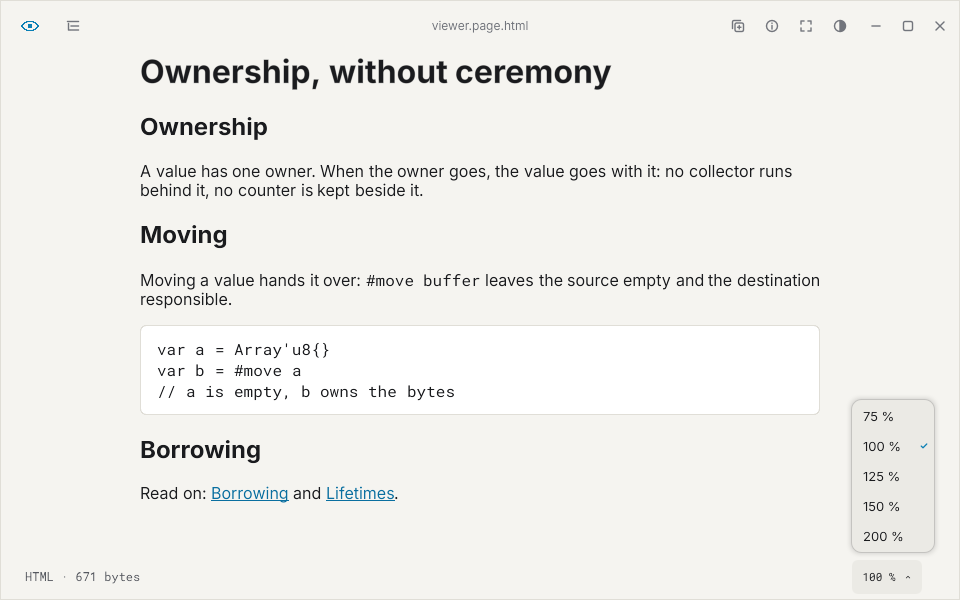 viewer.page.html
Ownership, without ceremony
Ownership
A value has one owner. When the owner goes, the value goes with it: no collector runs
behind it, no counter is kept beside it.
Moving
Moving a value hands it over: #move buffer leaves the source empty and the destination
responsible.
var a = Array'u8{}
var b = #move a
// a is empty, b owns the bytes
Borrowing
Read on: Borrowing and Lifetimes.
75 %
100 %
125 %
150 %
200 %
HTML · 671 bytes
100 %